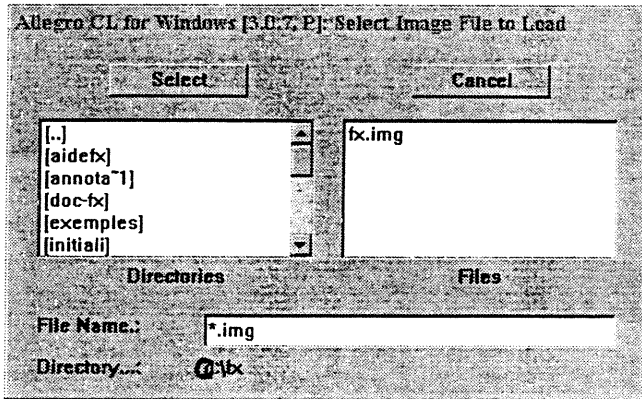 Allegro CL for Windows [3.0.7, P]: Select Image File to Load
Select
Cancel
[..]
[aidefx]
[annota~1]
[doc-fx]
[exemples]
[initiali]
fx.img
Directories
Files
File Name.:
*.img
Directory...:
:\fx